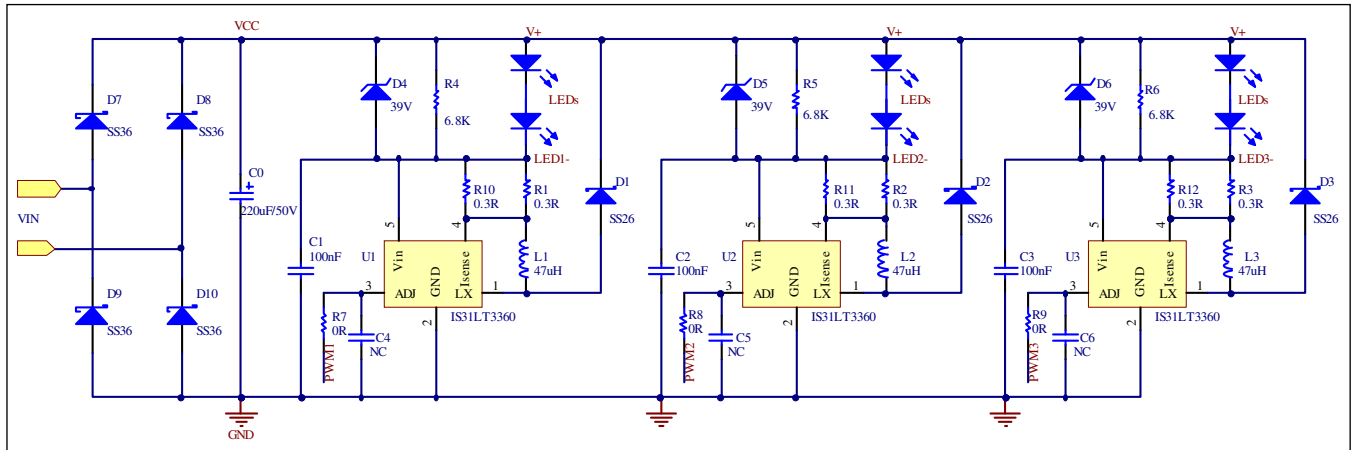 VCC
V+
V+
V+
D7
SS36
D8
SS36
VIN
D9
SS36
D10
SS36
C0
220uF/50V
GND
D4
39V
R4
6.8K
LEDs
LED1-
R10
0.3R
R1
0.3R
D1
SS26
C1
100nF
U1
5
4
Vin
GND
Isense
ADJ
LX
3
1
2
L1
47uH
IS31LT3360
R7
0R
C4
NC
PWM1
D5
39V
R5
6.8K
LEDs
LED2-
R11
0.3R
R2
0.3R
D2
SS26
C2
100nF
U2
5
4
Vin
GND
Isense
ADJ
LX
3
1
2
L2
47uH
IS31LT3360
R8
0R
C5
NC
PWM2
D6
39V
R6
6.8K
LEDs
LED3-
R12
0.3R
R3
0.3R
D3
SS26
C3
100nF
U3
5
4
Vin
GND
Isense
ADJ
LX
3
1
2
L3
47uH
IS31LT3360
R9
0R
C6
NC
PWM3